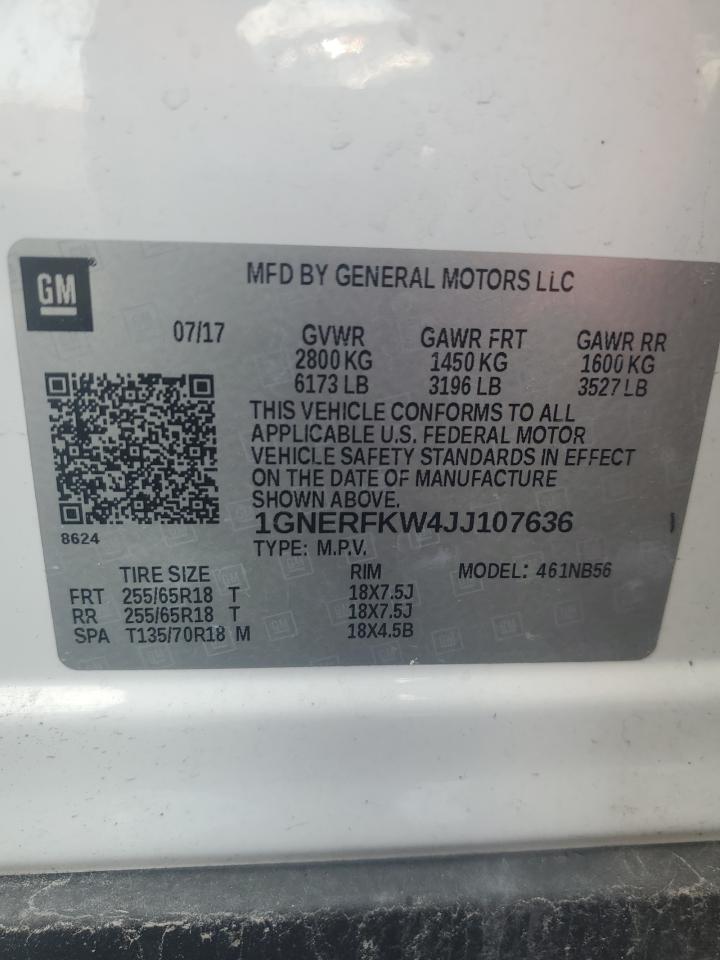 GM
MFD BY GENERAL MOTORS LLC
07/17 GVWR GAWR FRT GAWR RR
2800 KG 1450 KG 1600 KG
6173 LB 3196 LB 3527 LB
THIS VEHICLE CONFORMS TO ALL
APPLICABLE U.S. FEDERAL MOTOR
VEHICLE SAFETY STANDARDS IN EFFECT
ON THE DATE OF MANUFACTURE
SHOWN ABOVE.
1GNERFKW4JJ107636
8624
TYPE: M.P.V.
TIRE SIZE RIM MODEL: 461NB56
FRT 255/65R18 T 18X7.5J
RR 255/65R18 T 18X7.5J
SPA T135/70R18 M 18X4.5B